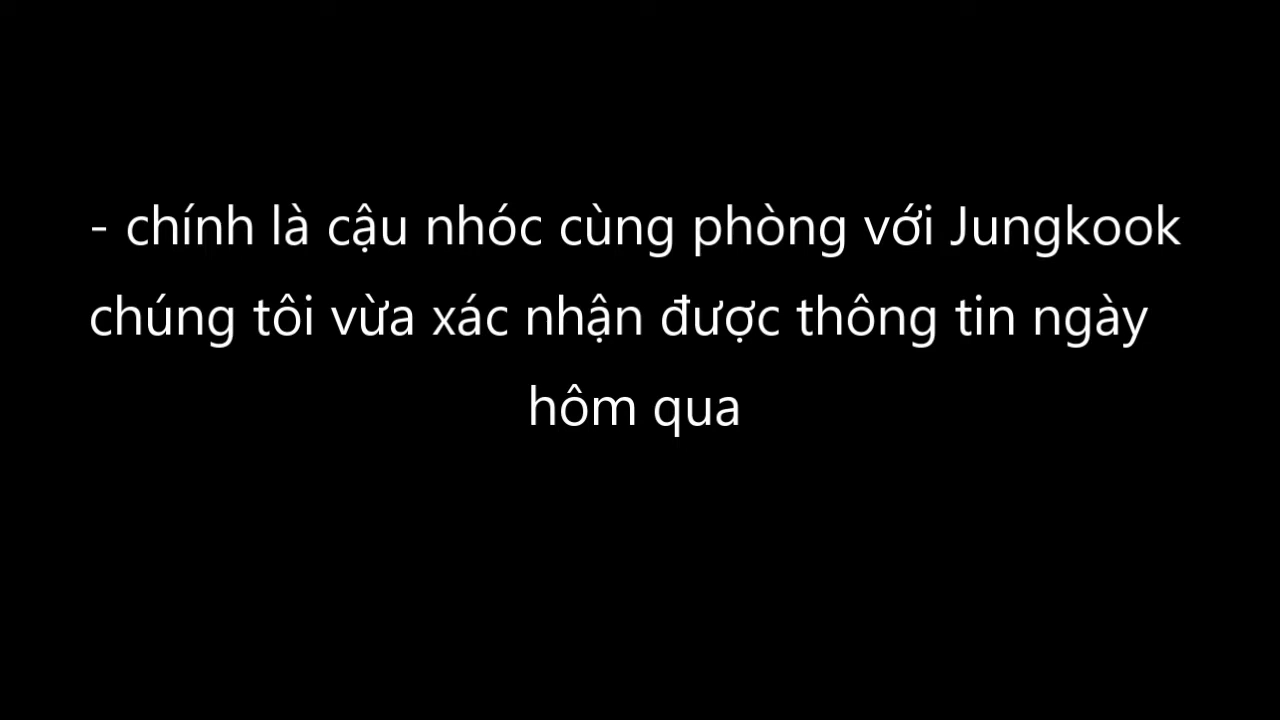 - chính là cậu nhóc cùng phòng với Jungkook
chúng tôi vừa xác nhận được thông tin ngày
hôm qua